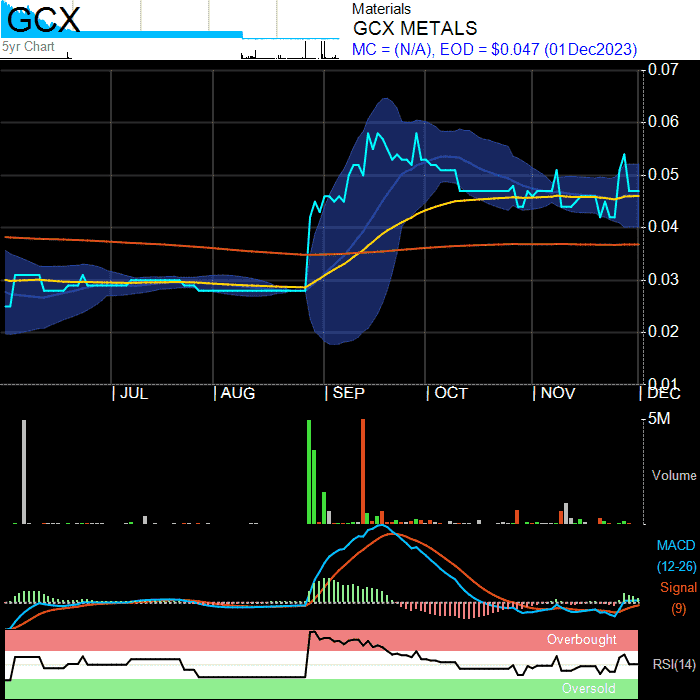 GCX
5yr Chart
Materials
GCX METALS
MC = (N/A), EOD = $0.047 (01Dec2023)
0.07
0.06
0.05
0.04
0.03
0.02
0.01
JUL
AUG
SEP
OCT
NOV
DEC
5M
Volume
MACD
(12-26)
Signal
(9)
Overbought
RSI(14)
Oversold